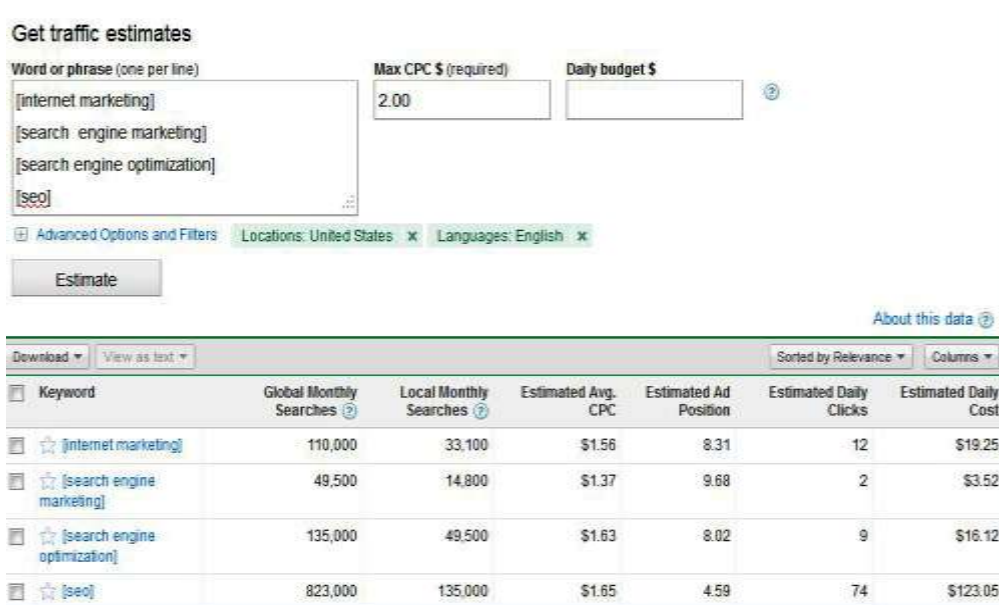 Get traffic estimates
Word or phrase (one per line) Max CPC $ (required) Daily budget $
[internet marketing] 2.00
[search engine marketing]
[search engine optimization]
[seo]
Advanced Options and Filters Locations: United States x Languages: English x
Estimate
About this data ?
Download View as text Sorted by Relevance Columns
Keyword Global Monthly Searches ? Local Monthly Searches ? Estimated Avg. CPC Estimated Ad Position Estimated Daily Clicks Estimated Daily Cost
[internet marketing] 110,000 33,100 $1.56 8.31 12 $19.25
[search engine marketing] 49,500 14,800 $1.37 9.68 2 $3.52
[search engine optimization] 135,000 49,500 $1.63 8.02 9 $16.12
[seo] 823,000 135,000 $1.65 4.59 74 $123.05